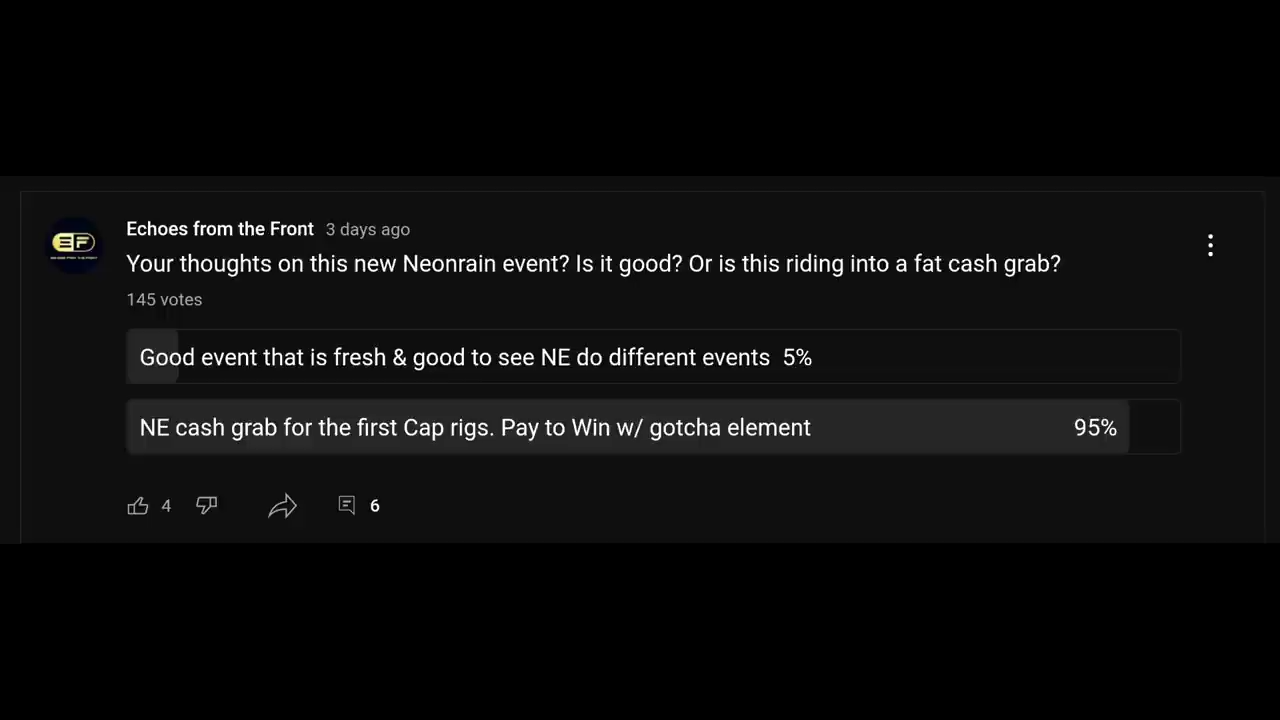 Echoes from the Front 3 days ago
Your thoughts on this new Neonrain event? Is it good? Or is this riding into a fat cash grab?
145 votes
Good event that is fresh & good to see NE do different events 5%
NE cash grab for the first Cap rigs. Pay to Win w/ gotcha element 95%
4 6
EF